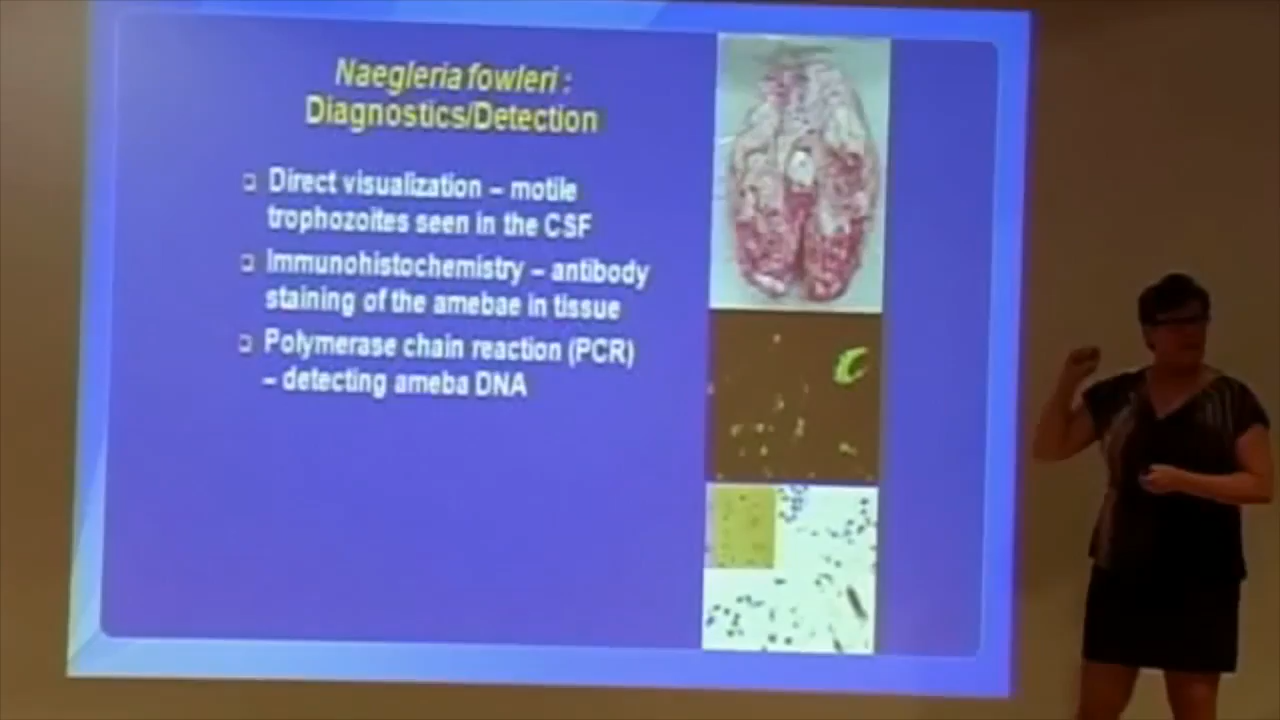 Naegleria fowleri :
Diagnostics/Detection
❑ Direct visualization – motile
trophozoites seen in the CSF
❑ Immunohistochemistry – antibody
staining of the amebae in tissue
❑ Polymerase chain reaction (PCR)
– detecting ameba DNA